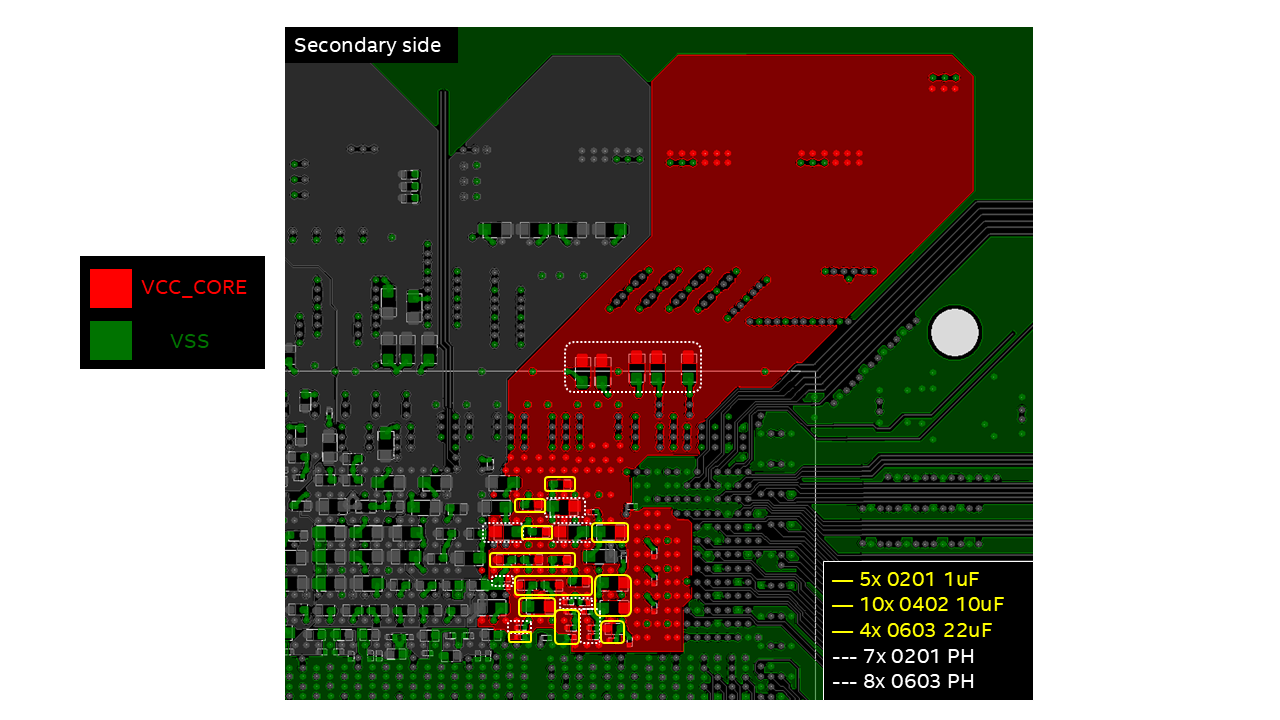 Secondary side
VCC_CORE
VSS
— 5x 0201 1uF
— 10x 0402 10uF
— 4x 0603 22uF
--- 7x 0201 PH
--- 8x 0603 PH